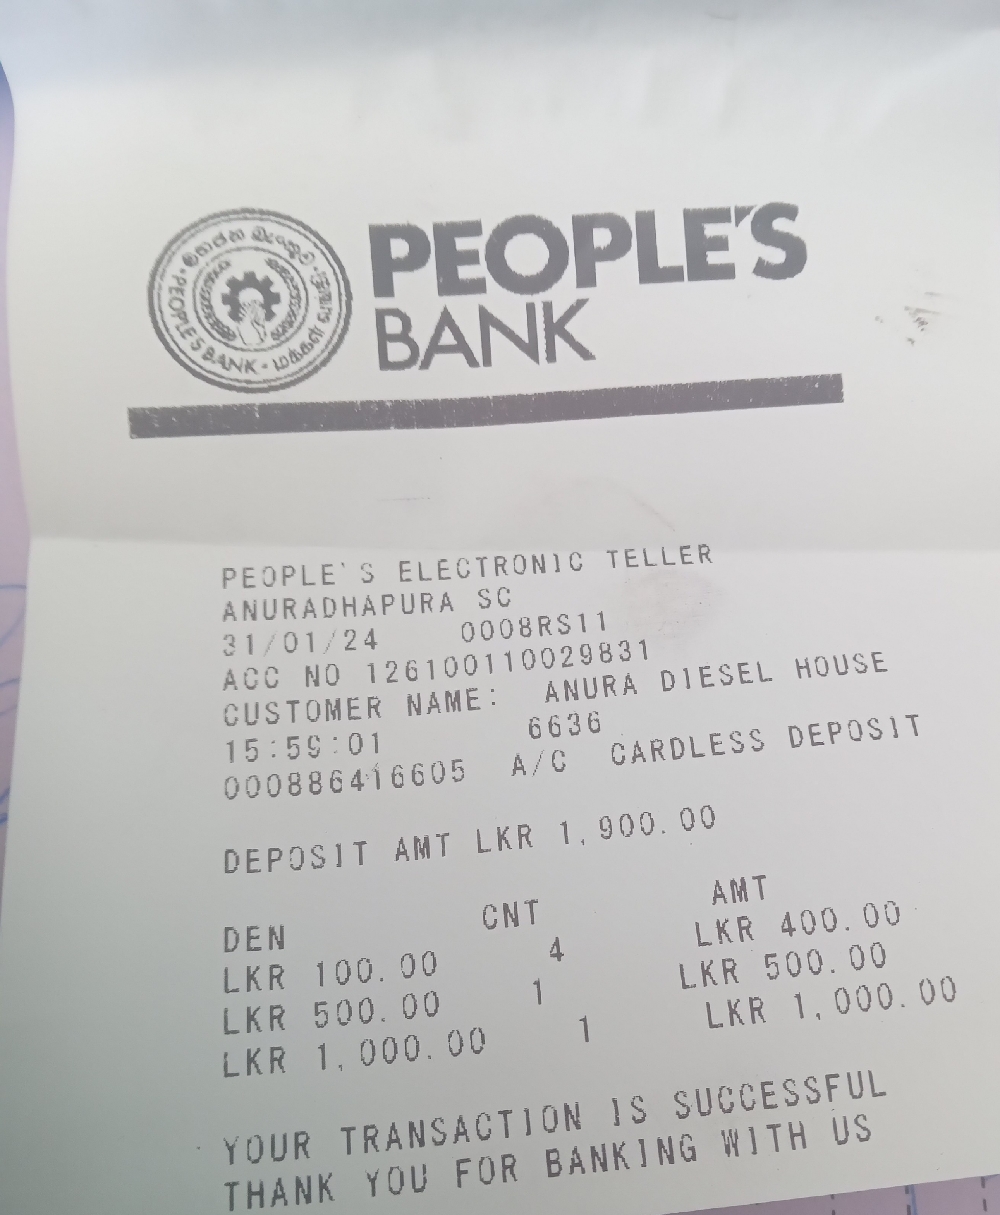 PEOPLE'S
BANK
මහජන බැංකුව
PEOPLE'S BANK
PEOPLE'S ELECTRONIC TELLER
ANURADHAPURA SC
31/01/24 0008RS11
ACC NO 126100110029831
CUSTOMER NAME: ANURA DIESEL HOUSE
15:59:01 6636
000886416605 A/C CARDLESS DEPOSIT
DEPOSIT AMT LKR 1,900.00
DEN CNT AMT
LKR 100.00 4 LKR 400.00
LKR 500.00 1 LKR 500.00
LKR 1,000.00 1 LKR 1,000.00
YOUR TRANSACTION IS SUCCESSFUL
THANK YOU FOR BANKING WITH US